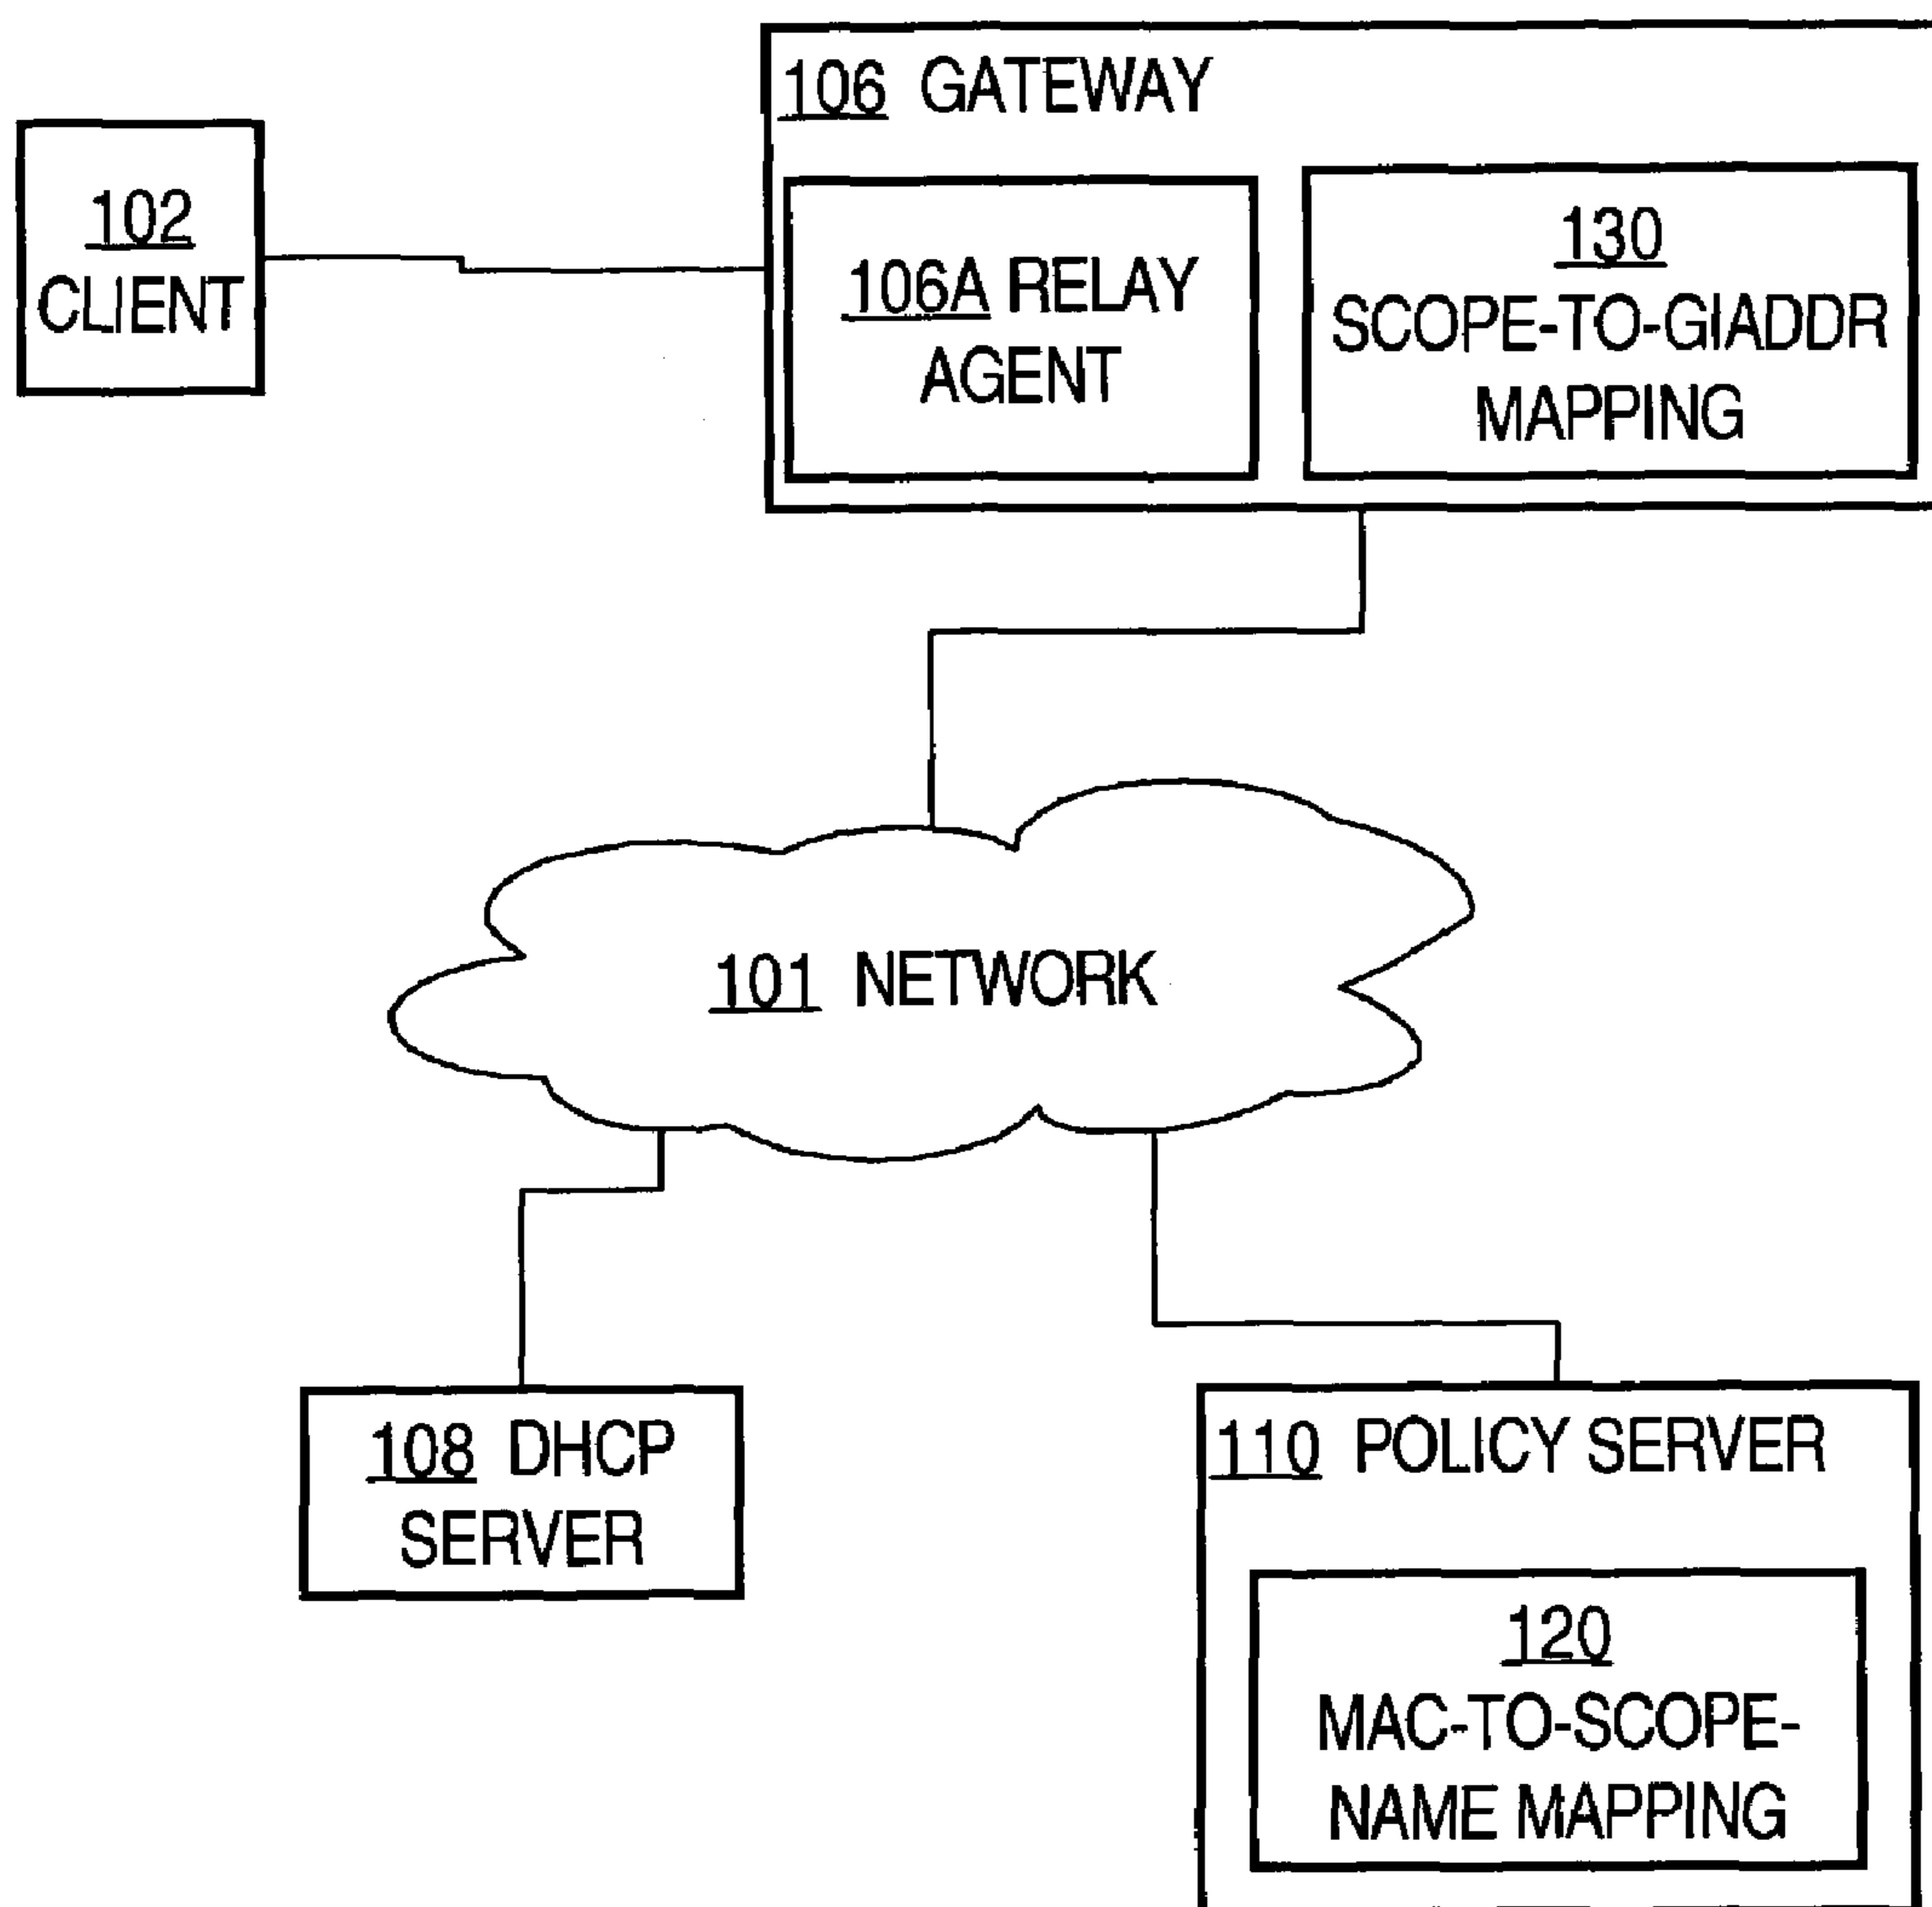 106 GATEWAY
102
CLIENT
106A RELAY
AGENT
130
SCOPE-TO-GIADDR
MAPPING
101 NETWORK
108 DHCP
SERVER
110 POLICY SERVER
120
MAC-TO-SCOPE-
NAME MAPPING